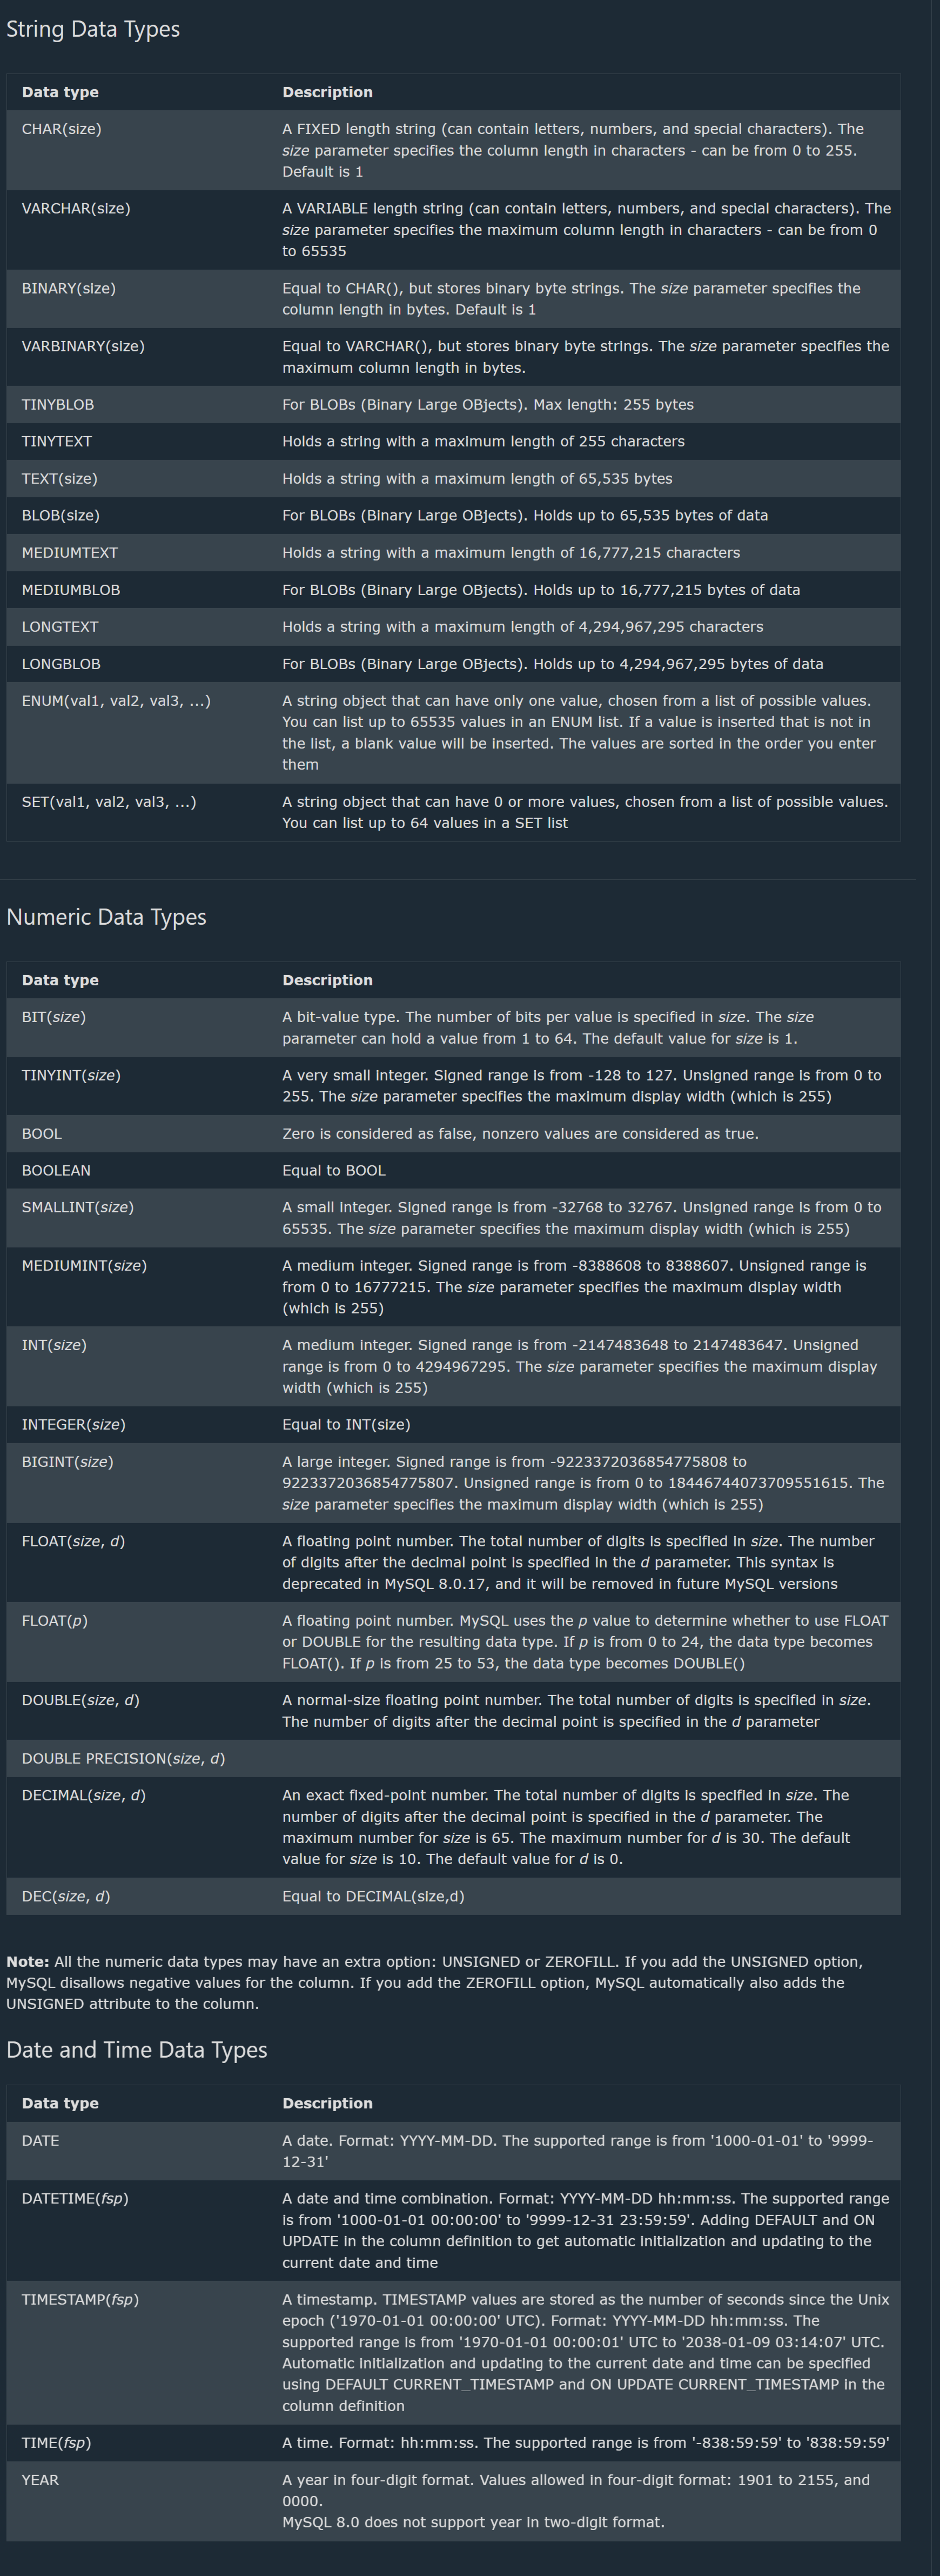 String Data Types
Data type Description
CHAR(size) A FIXED length string (can contain letters, numbers, and special characters). The
size parameter specifies the column length in characters - can be from 0 to 255.
Default is 1
VARCHAR(size) A VARIABLE length string (can contain letters, numbers, and special characters). The
size parameter specifies the maximum column length in characters - can be from 0
to 65535
BINARY(size) Equal to CHAR(), but stores binary byte strings. The size parameter specifies the
column length in bytes. Default is 1
VARBINARY(size) Equal to VARCHAR(), but stores binary byte strings. The size parameter specifies the
maximum column length in bytes.
TINYBLOB For BLOBs (Binary Large OBjects). Max length: 255 bytes
TINYTEXT Holds a string with a maximum length of 255 characters
TEXT(size) Holds a string with a maximum length of 65,535 bytes
BLOB(size) For BLOBs (Binary Large OBjects). Holds up to 65,535 bytes of data
MEDIUMTEXT Holds a string with a maximum length of 16,777,215 characters
MEDIUMBLOB For BLOBs (Binary Large OBjects). Holds up to 16,777,215 bytes of data
LONGTEXT Holds a string with a maximum length of 4,294,967,295 characters
LONGBLOB For BLOBs (Binary Large OBjects). Holds up to 4,294,967,295 bytes of data
ENUM(val1, val2, val3, ...) A string object that can have only one value, chosen from a list of possible values.
You can list up to 65535 values in an ENUM list. If a value is inserted that is not in
the list, a blank value will be inserted. The values are sorted in the order you enter
them
SET(val1, val2, val3, ...) A string object that can have 0 or more values, chosen from a list of possible values.
You can list up to 64 values in a SET list
Numeric Data Types
Data type Description
BIT(size) A bit-value type. The number of bits per value is specified in size. The size
parameter can hold a value from 1 to 64. The default value for size is 1.
TINYINT(size) A very small integer. Signed range is from -128 to 127. Unsigned range is from 0 to
255. The size parameter specifies the maximum display width (which is 255)
BOOL Zero is considered as false, nonzero values are considered as true.
BOOLEAN Equal to BOOL
SMALLINT(size) A small integer. Signed range is from -32768 to 32767. Unsigned range is from 0 to
65535. The size parameter specifies the maximum display width (which is 255)
MEDIUMINT(size) A medium integer. Signed range is from -8388608 to 8388607. Unsigned range is
from 0 to 16777215. The size parameter specifies the maximum display width
(which is 255)
INT(size) A medium integer. Signed range is from -2147483648 to 2147483647. Unsigned
range is from 0 to 4294967295. The size parameter specifies the maximum display
width (which is 255)
INTEGER(size) Equal to INT(size)
BIGINT(size) A large integer. Signed range is from -9223372036854775808 to
9223372036854775807. Unsigned range is from 0 to 18446744073709551615. The
size parameter specifies the maximum display width (which is 255)
FLOAT(size, d) A floating point number. The total number of digits is specified in size. The number
of digits after the decimal point is specified in the d parameter. This syntax is
deprecated in MySQL 8.0.17, and it will be removed in future MySQL versions
FLOAT(p) A floating point number. MySQL uses the p value to determine whether to use FLOAT
or DOUBLE for the resulting data type. If p is from 0 to 24, the data type becomes
FLOAT(). If p is from 25 to 53, the data type becomes DOUBLE()
DOUBLE(size, d) A normal-size floating point number. The total number of digits is specified in size.
The number of digits after the decimal point is specified in the d parameter
DOUBLE PRECISION(size, d)
DECIMAL(size, d) An exact fixed-point number. The total number of digits is specified in size. The
number of digits after the decimal point is specified in the d parameter. The
maximum number for size is 65. The maximum number for d is 30. The default
value for size is 10. The default value for d is 0.
DEC(size, d) Equal to DECIMAL(size,d)
Note: All the numeric data types may have an extra option: UNSIGNED or ZEROFILL. If you add the UNSIGNED option,
MySQL disallows negative values for the column. If you add the ZEROFILL option, MySQL automatically also adds the
UNSIGNED attribute to the column.
Date and Time Data Types
Data type Description
DATE A date. Format: YYYY-MM-DD. The supported range is from '1000-01-01' to '9999-
12-31'
DATETIME(fsp) A date and time combination. Format: YYYY-MM-DD hh:mm:ss. The supported range
is from '1000-01-01 00:00:00' to '9999-12-31 23:59:59'. Adding DEFAULT and ON
UPDATE in the column definition to get automatic initialization and updating to the
current date and time
TIMESTAMP(fsp) A timestamp. TIMESTAMP values are stored as the number of seconds since the Unix
epoch ('1970-01-01 00:00:00' UTC). Format: YYYY-MM-DD hh:mm:ss. The
supported range is from '1970-01-01 00:00:01' UTC to '2038-01-09 03:14:07' UTC.
Automatic initialization and updating to the current date and time can be specified
using DEFAULT CURRENT_TIMESTAMP and ON UPDATE CURRENT_TIMESTAMP in the
column definition
TIME(fsp) A time. Format: hh:mm:ss. The supported range is from '-838:59:59' to '838:59:59'
YEAR A year in four-digit format. Values allowed in four-digit format: 1901 to 2155, and
0000.
MySQL 8.0 does not support year in two-digit format.